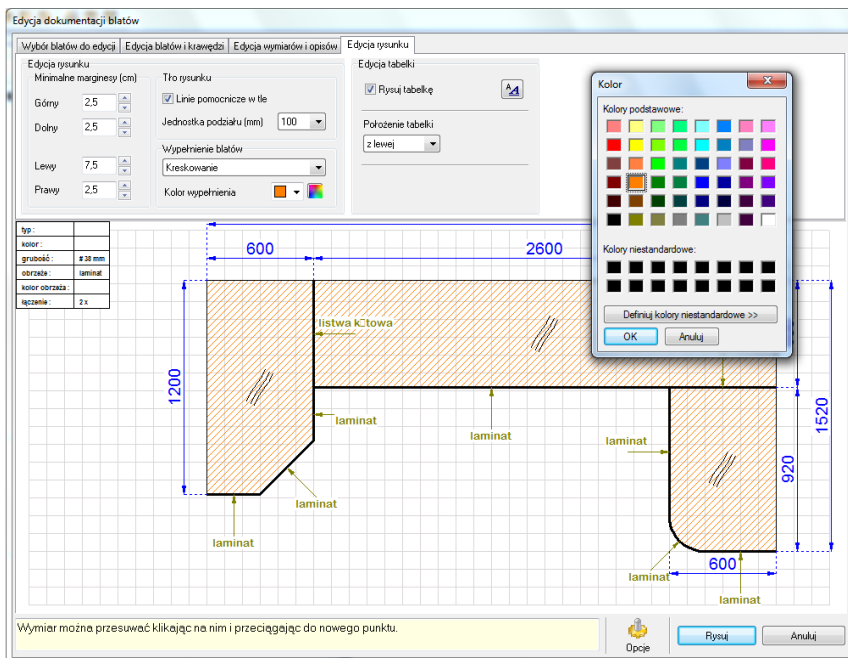 Edycja dokumentacji blatów
Wybór blatów do edycji Edycja blatów i krawędzi Edycja wymiarów i opisów Edycja rysunku
Edycja rysunku
Minimalne marginesy (cm)
Górny 2,5
Dolny 2,5
Lewy 7,5
Prawy 2,5
Tło rysunku
Linie pomocnicze w tle
Jednostka podziału (mm) 100
Wypełnienie blatów
Kreskowanie
Kolor wypełnienia
Edycja tabelki
Rysuj tabelkę AA
Położenie tabelki
z lewej
Kolor
Kolory podstawowe:
Kolory niestandardowe:
Definiuj kolory niestandardowe >>
OK Anuluj
typ :
kolor :
grubość : # 38 mm
obrzeże : laminat
kolor obrzeża :
łączenie : 2 x
600 2600
listwa k□towa
1200
laminat
laminat
laminat
laminat
laminat
920
1520
600
laminat
laminat
Wymiar można przesuwać klikając na nim i przeciągając do nowego punktu.
Opcje
Rysuj Anuluj